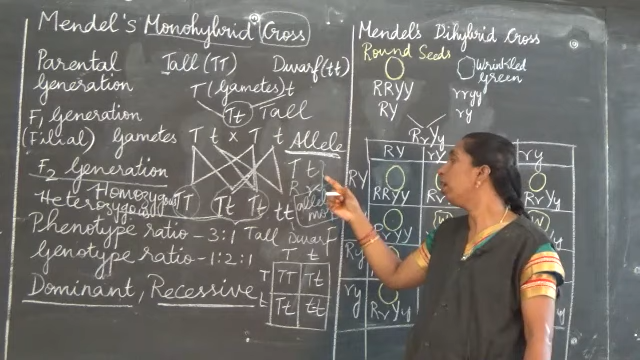 Mendel's Monohybrid Cross
Parental Tall (TT) Dwarf (tt)
Generation T (Gametes) t
F1 Generation Tt Tall
(Filial) Gametes T t x T t Allele
F2 Generation T t
Homozygous R r
Heterozygous TT Tt Tt tt
Phenotype ratio - 3:1 Tall Dwarf
Genotype ratio - 1:2:1
Dominant, Recessive
T t
T TT Tt
t Tt tt
Mendel's Dihybrid Cross
Round Seeds
Wrinkled
Green
RRYY rryy
RY ry
RrYy
RY rY ry
RY RRYY
Ry
ry RrYy